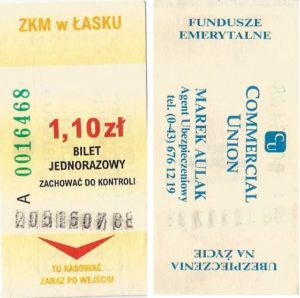 ZKM w ŁASKU
A 0016468
1,10 zł
BILET
JEDNORAZOWY
ZACHOWAĆ DO KONTROLI
TU KASOWAĆ
ZARAZ PO WEJŚCIU
FUNDUSZE
EMERYTALNE
CU
COMMERCIAL
UNION
MAREK AULAK
Agent Ubezpieczeniowy
tel. (0-43) 676 12 19
UBEZPIECZENIA
NA ŻYCIE